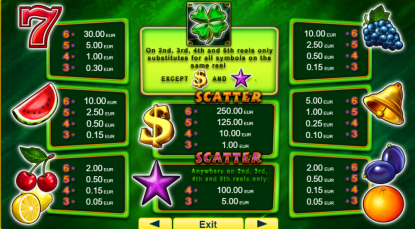 6 30.00 EUR
5 5.00 EUR
4 1.00 EUR
3 0.30 EUR
6 10.00 EUR
5 2.50 EUR
4 0.50 EUR
3 0.15 EUR
6 2.00 EUR
5 0.50 EUR
4 0.15 EUR
3 0.05 EUR
On 2nd, 3rd, 4th and 5th reels only
substitutes for all symbols on the
same reel
EXCEPT $ AND
SCATTER
$
6 250.00 EUR
5 125.00 EUR
4 10.00 EUR
3 1.00 EUR
SCATTER
Anywhere on 2nd, 3rd,
4th and 5th reels only:
4 100.00 EUR
3 5.00 EUR
6 10.00 EUR
5 2.50 EUR
4 0.50 EUR
3 0.15 EUR
6 5.00 EUR
5 1.00 EUR
4 0.50 EUR
3 0.10 EUR
6 2.00 EUR
5 0.50 EUR
4 0.15 EUR
3 0.05 EUR
Exit